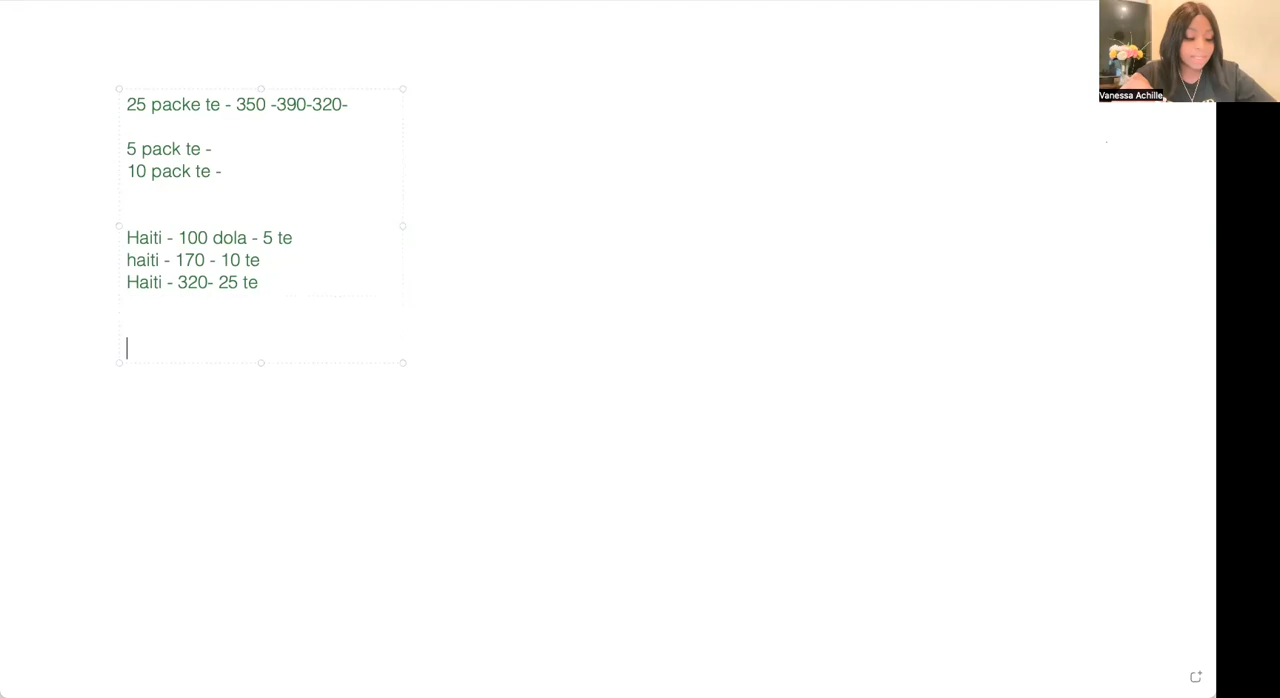 25 packe te - 350 -390-320-
5 pack te -
10 pack te -
Haiti - 100 dola - 5 te
haiti - 170 - 10 te
Haiti - 320- 25 te
Vanessa Achille